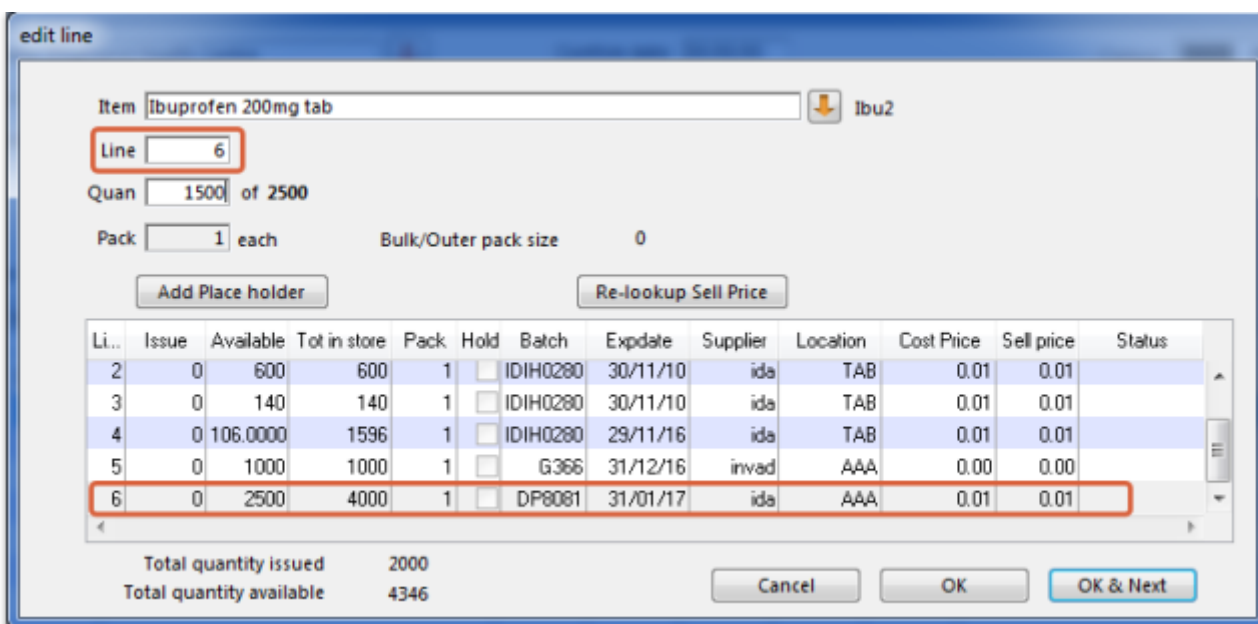 edit line
Item Ibuprofen 200mg tab Ibu2
Line 6
Quan 1500 of 2500
Pack 1 each Bulk/Outer pack size 0
Add Place holder Re-lookup Sell Price
Li... Issue Available Tot in store Pack Hold Batch Expdate Supplier Location Cost Price Sell price Status
2 0 600 600 1 IDIH0280 30/11/10 ida TAB 0.01 0.01
3 0 140 140 1 IDIH0280 30/11/10 ida TAB 0.01 0.01
4 0 106.0000 1596 1 IDIH0280 29/11/16 ida TAB 0.01 0.01
5 0 1000 1000 1 G366 31/12/16 invad AAA 0.00 0.00
6 0 2500 4000 1 DP8081 31/01/17 ida AAA 0.01 0.01
Total quantity issued 2000
Total quantity available 4346
Cancel OK OK & Next